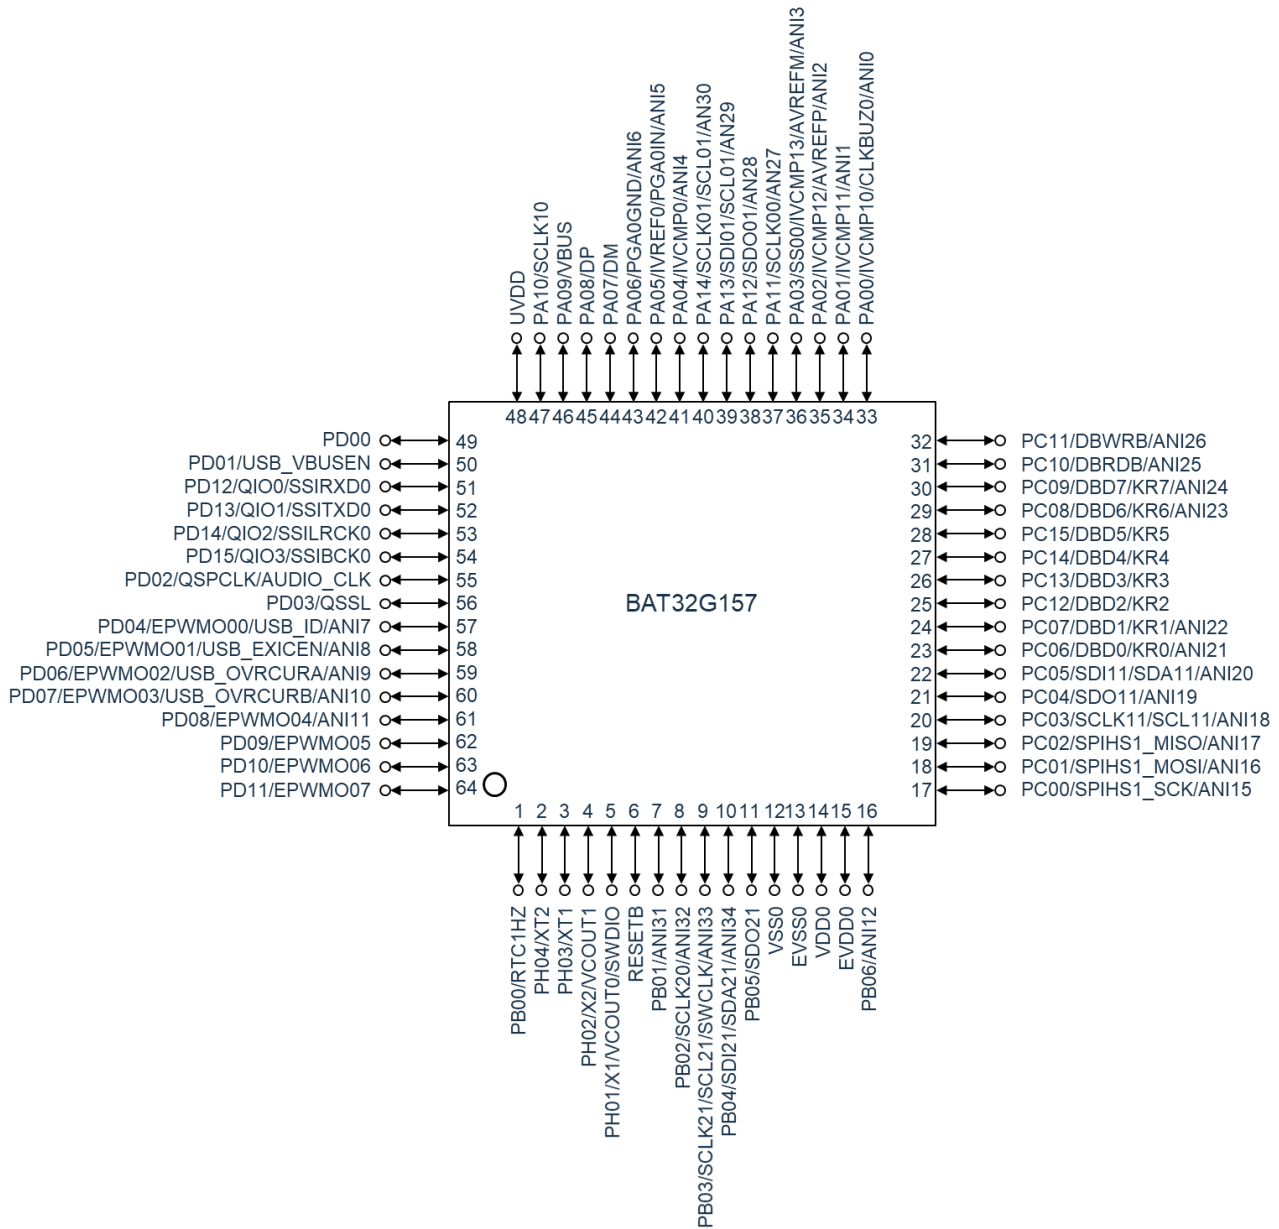 UVDD
PA10/SCLK10
PA09/VBUS
PA08/DP
PA07/DM
PA06/PGA0GND/ANI6
PA05/IVREF0/PGA0IN/ANI5
PA04/IVCMP0/ANI4
PA14/SCLK01/SCL01/AN30
PA13/SDI01/SCL01/AN29
PA12/SDO01/AN28
PA11/SCLK00/AN27
PA03/SS00/IVCMP13/AVREFM/ANI3
PA02/IVCMP12/AVREFP/ANI2
PA01/IVCMP11/ANI1
PA00/IVCMP10/CLKBUZ0/ANI0
48 47 46 45 44 43 42 41 40 39 38 37 36 35 34 33
PD00 49
PD01/USB_VBUSEN 50
PD12/QIO0/SSIRXD0 51
PD13/QIO1/SSITXD0 52
PD14/QIO2/SSILRCK0 53
PD15/QIO3/SSIBCK0 54
PD02/QSPCLK/AUDIO_CLK 55
PD03/QSSL 56
PD04/EPWMO00/USB_ID/ANI7 57
PD05/EPWMO01/USB_EXICEN/ANI8 58
PD06/EPWMO02/USB_OVRCURA/ANI9 59
PD07/EPWMO03/USB_OVRCURB/ANI10 60
PD08/EPWMO04/ANI11 61
PD09/EPWMO05 62
PD10/EPWMO06 63
PD11/EPWMO07 64
BAT32G157
32 PC11/DBWRB/ANI26
31 PC10/DBRDB/ANI25
30 PC09/DBD7/KR7/ANI24
29 PC08/DBD6/KR6/ANI23
28 PC15/DBD5/KR5
27 PC14/DBD4/KR4
26 PC13/DBD3/KR3
25 PC12/DBD2/KR2
24 PC07/DBD1/KR1/ANI22
23 PC06/DBD0/KR0/ANI21
22 PC05/SDI11/SDA11/ANI20
21 PC04/SDO11/ANI19
20 PC03/SCLK11/SCL11/ANI18
19 PC02/SPIHS1_MISO/ANI17
18 PC01/SPIHS1_MOSI/ANI16
17 PC00/SPIHS1_SCK/ANI15
1 2 3 4 5 6 7 8 9 10 11 12 13 14 15 16
PB00/RTC1HZ
PH04/XT2
PH03/XT1
PH02/X2/VCOUT1
PH01/X1/VCOUT0/SWDIO
RESETB
PB01/ANI31
PB02/SCLK20/ANI32
PB03/SCLK21/SCL21/SWCLK/ANI33
PB04/SDI21/SDA21/ANI34
PB05/SDO21
VSS0
EVSS0
VDD0
EVDD0
PB06/ANI12